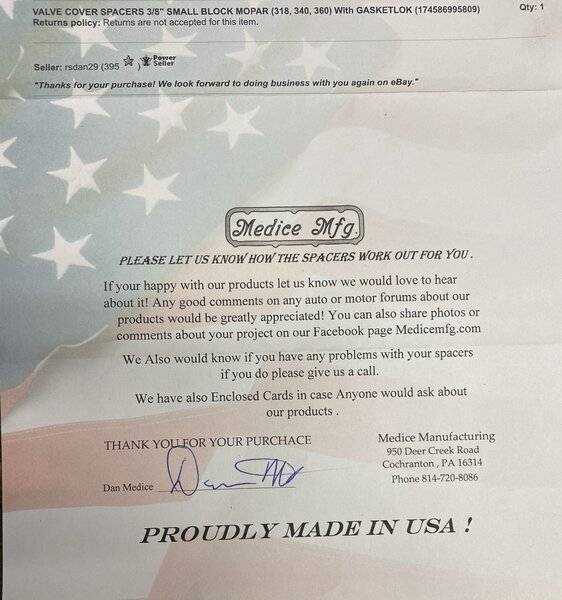 VALVE COVER SPACERS 3/8" SMALL BLOCK MOPAR (318, 340, 360) With GASKETLOK (174586995809) Qty: 1
Returns policy: Returns are not accepted for this item.
Seller: rsdan29 (395 ) Power Seller
"Thanks for your purchase! We look forward to doing business with you again on eBay."
Medice Mfg.
PLEASE LET US KNOW HOW THE SPACERS WORK OUT FOR YOU .
If your happy with our products let us know we would love to hear
about it! Any good comments on any auto or motor forums about our
products would be greatly appreciated! You can also share photos or
comments about your project on our Facebook page Medicemfg.com
We Also would know if you have any problems with your spacers
if you do please give us a call.
We have also Enclosed Cards in case Anyone would ask about
our products .
THANK YOU FOR YOUR PURCHACE
Dan Medice
Medice Manufacturing
950 Deer Creek Road
Cochranton , PA 16314
Phone 814-720-8086
PROUDLY MADE IN USA !